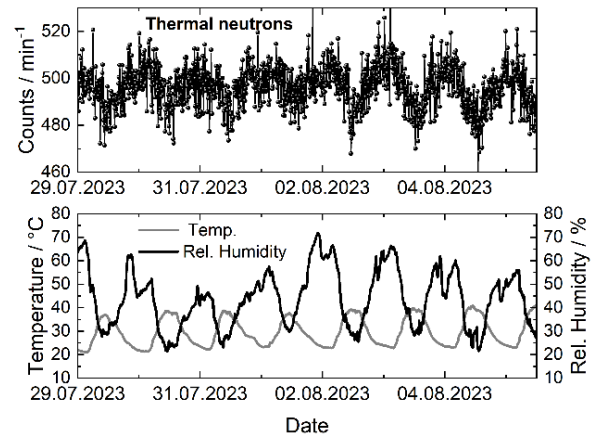 Thermal neutrons
Counts / min⁻¹
520
500
480
460
29.07.2023 31.07.2023 02.08.2023 04.08.2023
Temp.
Rel. Humidity
Temperature / °C
80
70
60
50
40
30
20
10
Rel. Humidity / %
80
70
60
50
40
30
20
10
29.07.2023 31.07.2023 02.08.2023 04.08.2023
Date